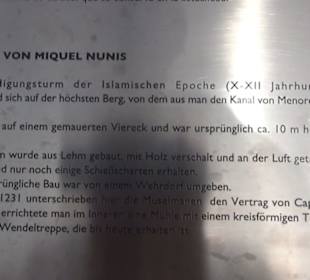 VON MIQUEL NUNIS
digungsturm der Islamischen Epoche (X-XII Jahrhu
d sich auf der höchsten Berg, von dem aus man den Kanal von Menor
auf einem gemauerten Viereck und war ursprünglich ca. 10 m h
n wurde aus Lehm gebaut, mit Holz verschalt und an der Luft get
d nur noch einige Schießscharten erhalten.
rüngliche Bau war von einem Wehrdorf umgeben.
1231 unterschrieben hier die Muselmanen den Vertrag von Cap
errichtete man im Inneren eine Mühle mit einem kreisförmigen T
Wendeltreppe, die bis heute erhalten ist